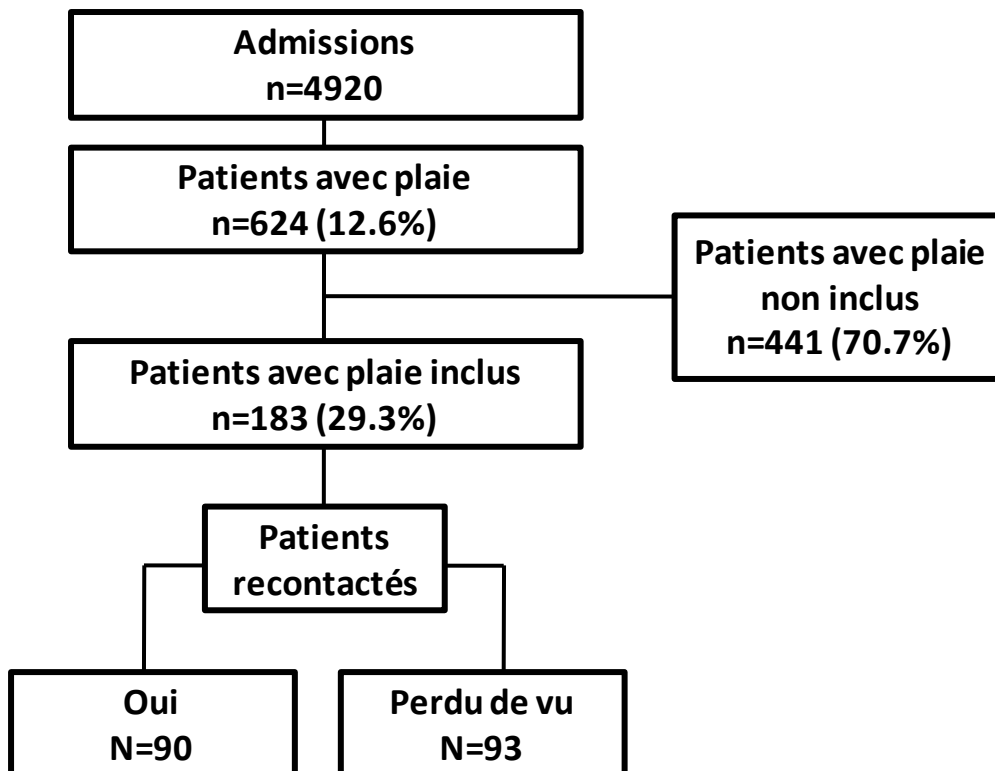 Admissions
n=4920
Patients avec plaie
n=624 (12.6%)
Patients avec plaie
non inclus
n=441 (70.7%)
Patients avec plaie inclus
n=183 (29.3%)
Patients
recontactés
Oui
N=90
Perdu de vu
N=93